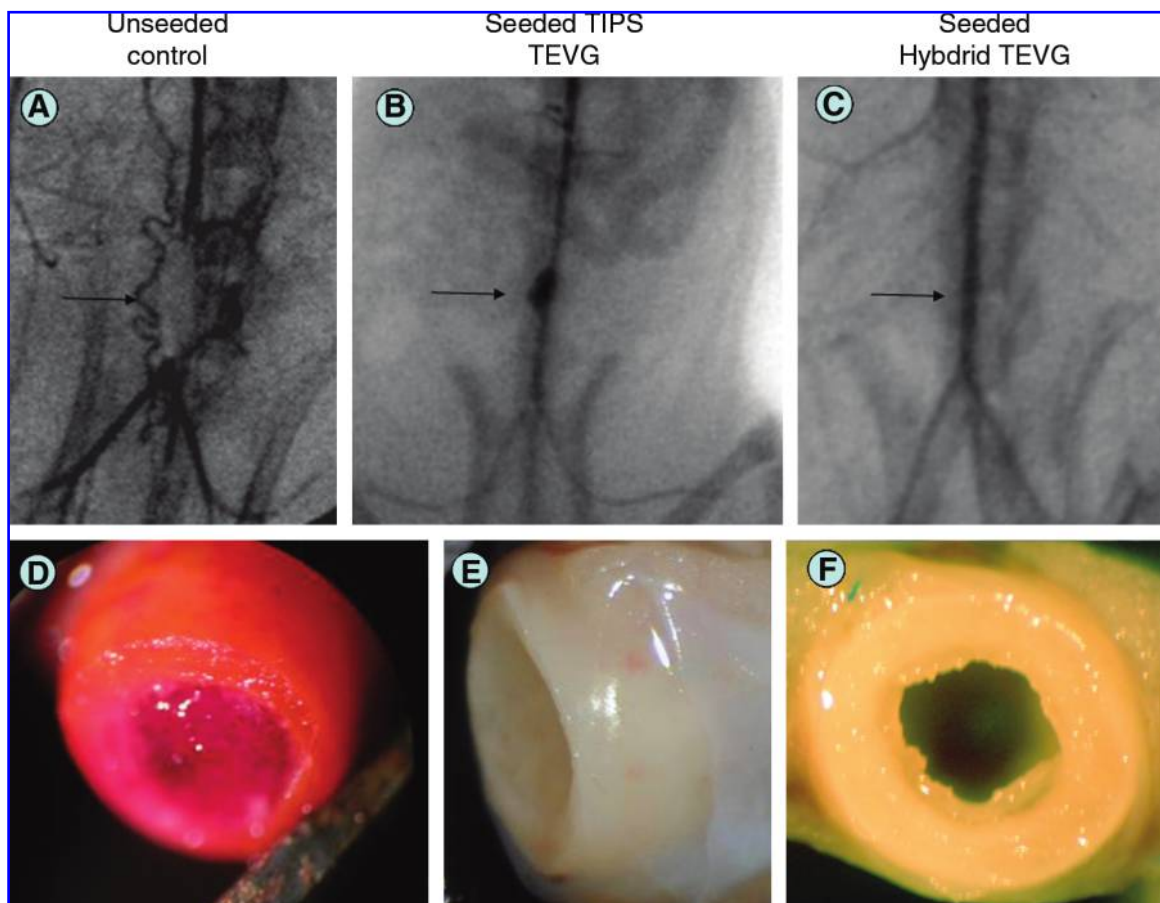 Unseeded
control
Seeded TIPS
TEVG
Seeded
Hybdrid TEVG
A
B
C
D
E
F